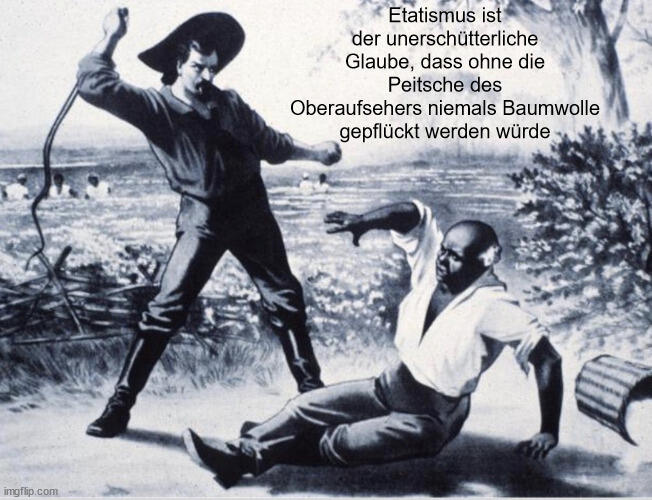 Etatismus ist
der unerschütterliche
Glaube, dass ohne die
Peitsche des
Oberaufsehers niemals Baumwolle
gepflückt werden würde
imgflip.com